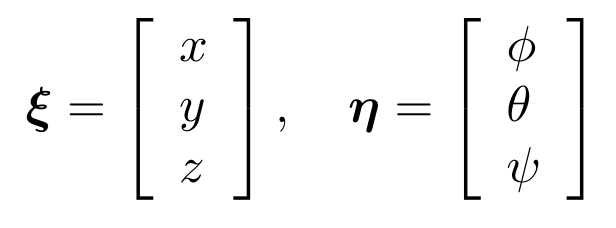 ξ = [ x y z ] , η = [ ϕ θ ψ ]